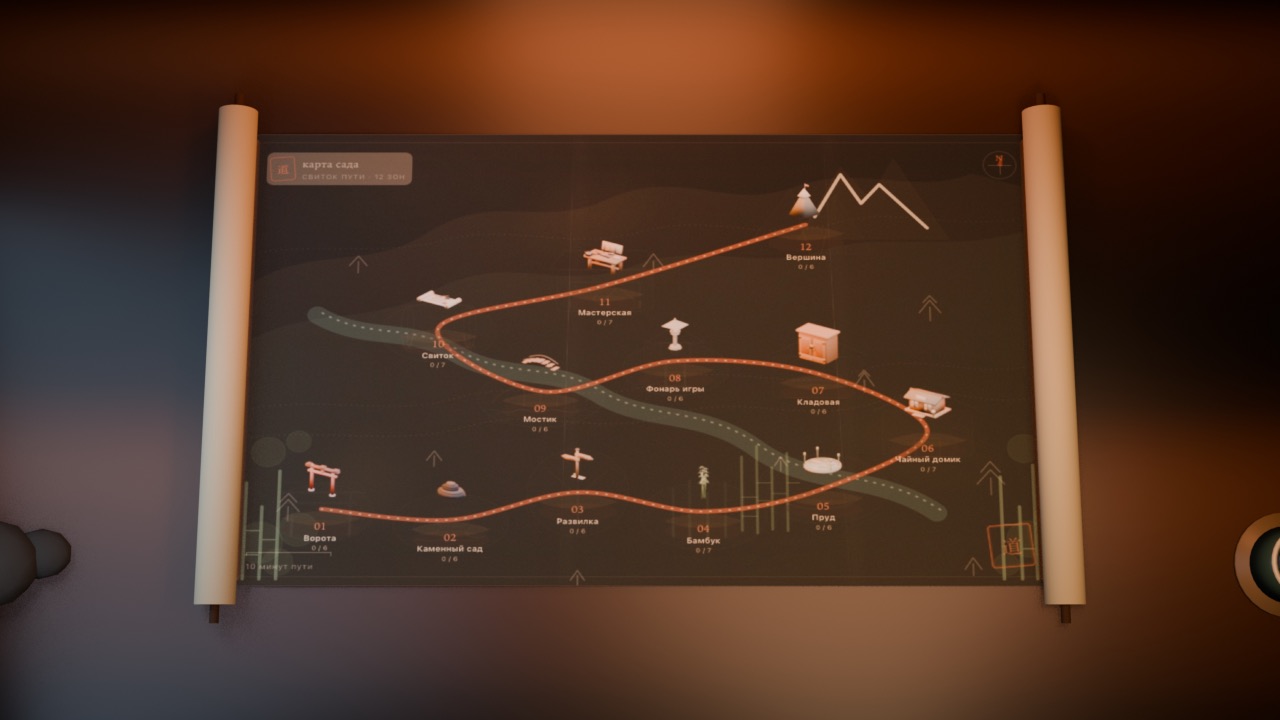 道
карта сада
СВИТОК ПУТИ · 12 ЗОН
12
Вершина
0/6
11
Мастерская
0/7
10
Свиток
0/7
09
Мостик
0/6
08
Фонарь игры
0/6
07
Кладовая
0/6
06
Чайный домик
0/7
01
Ворота
0/6
02
Каменный сад
0/6
03
Развилка
0/6
04
Бамбук
0/7
05
Пруд
0/6
10 минут пути
道